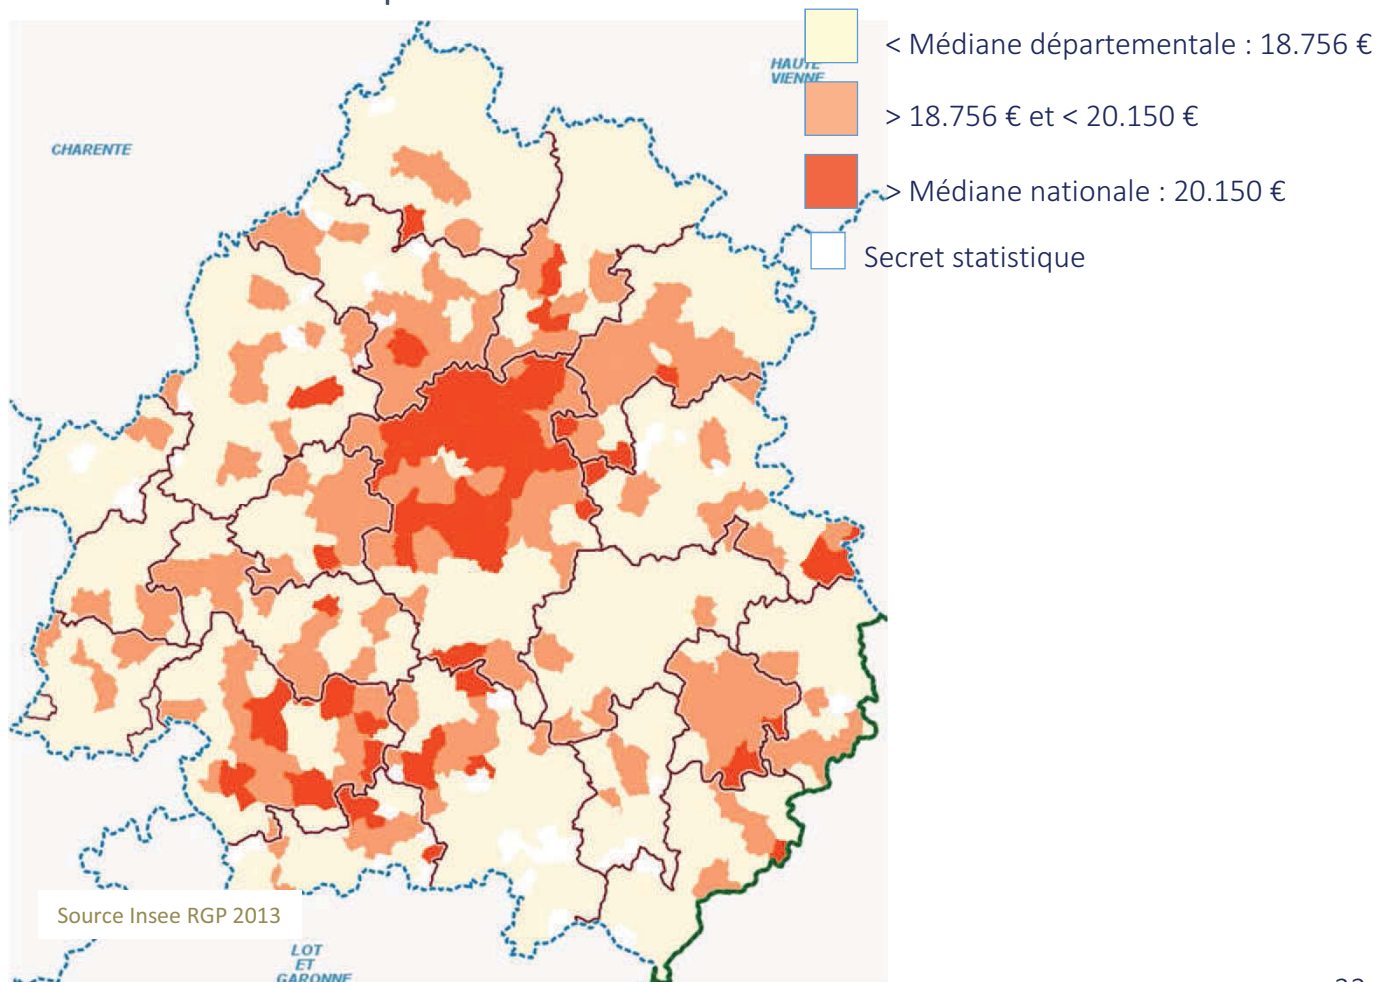 < Médiane départementale : 18.756 €
HAUTE
VIENNE
> 18.756 € et < 20.150 €
CHARENTE
> Médiane nationale : 20.150 €
Secret statistique
Source Insee RGP 2013
LOT
ET
GARONNE